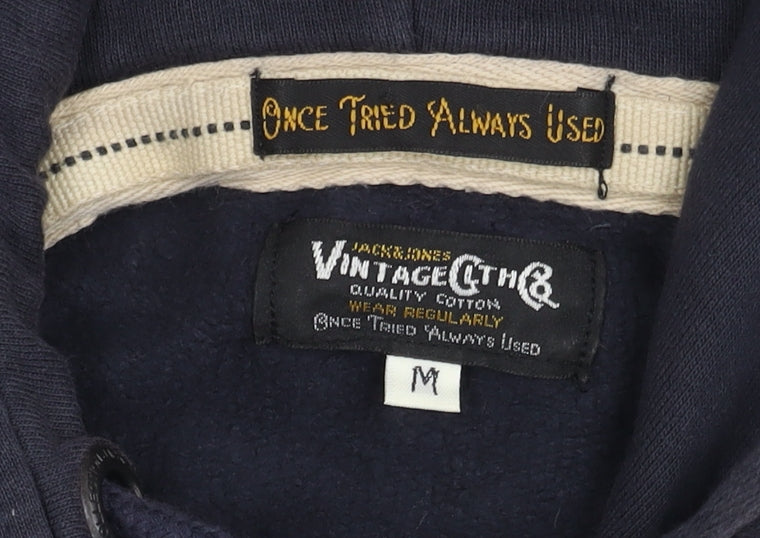 ONCE TRIED ALWAYS USED
JACK&JONES
VINTAGE CLTH Co
QUALITY COTTON
WEAR REGULARLY
ONCE TRIED ALWAYS USED
M